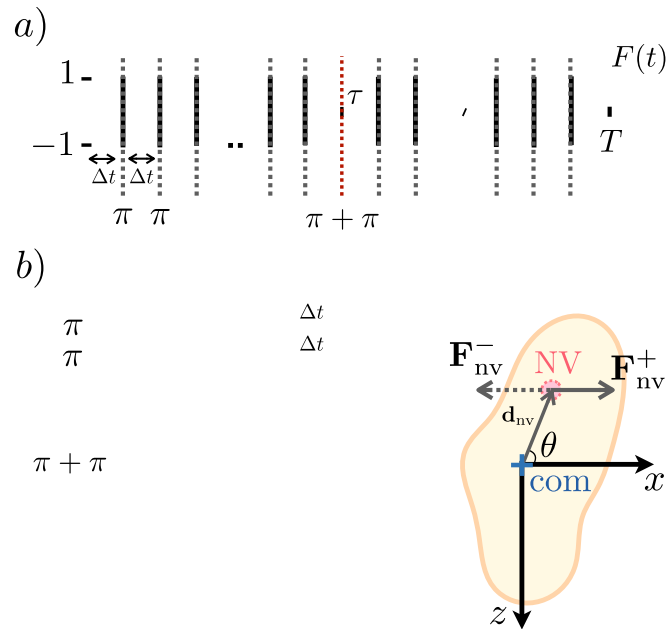 a)
F(t)
1
τ
-1
T
Δt Δt
π π
π + π
b)
Δt
π
Δt
π
F⁻nv NV F⁺nv
dnv
θ
π + π
com
x
z